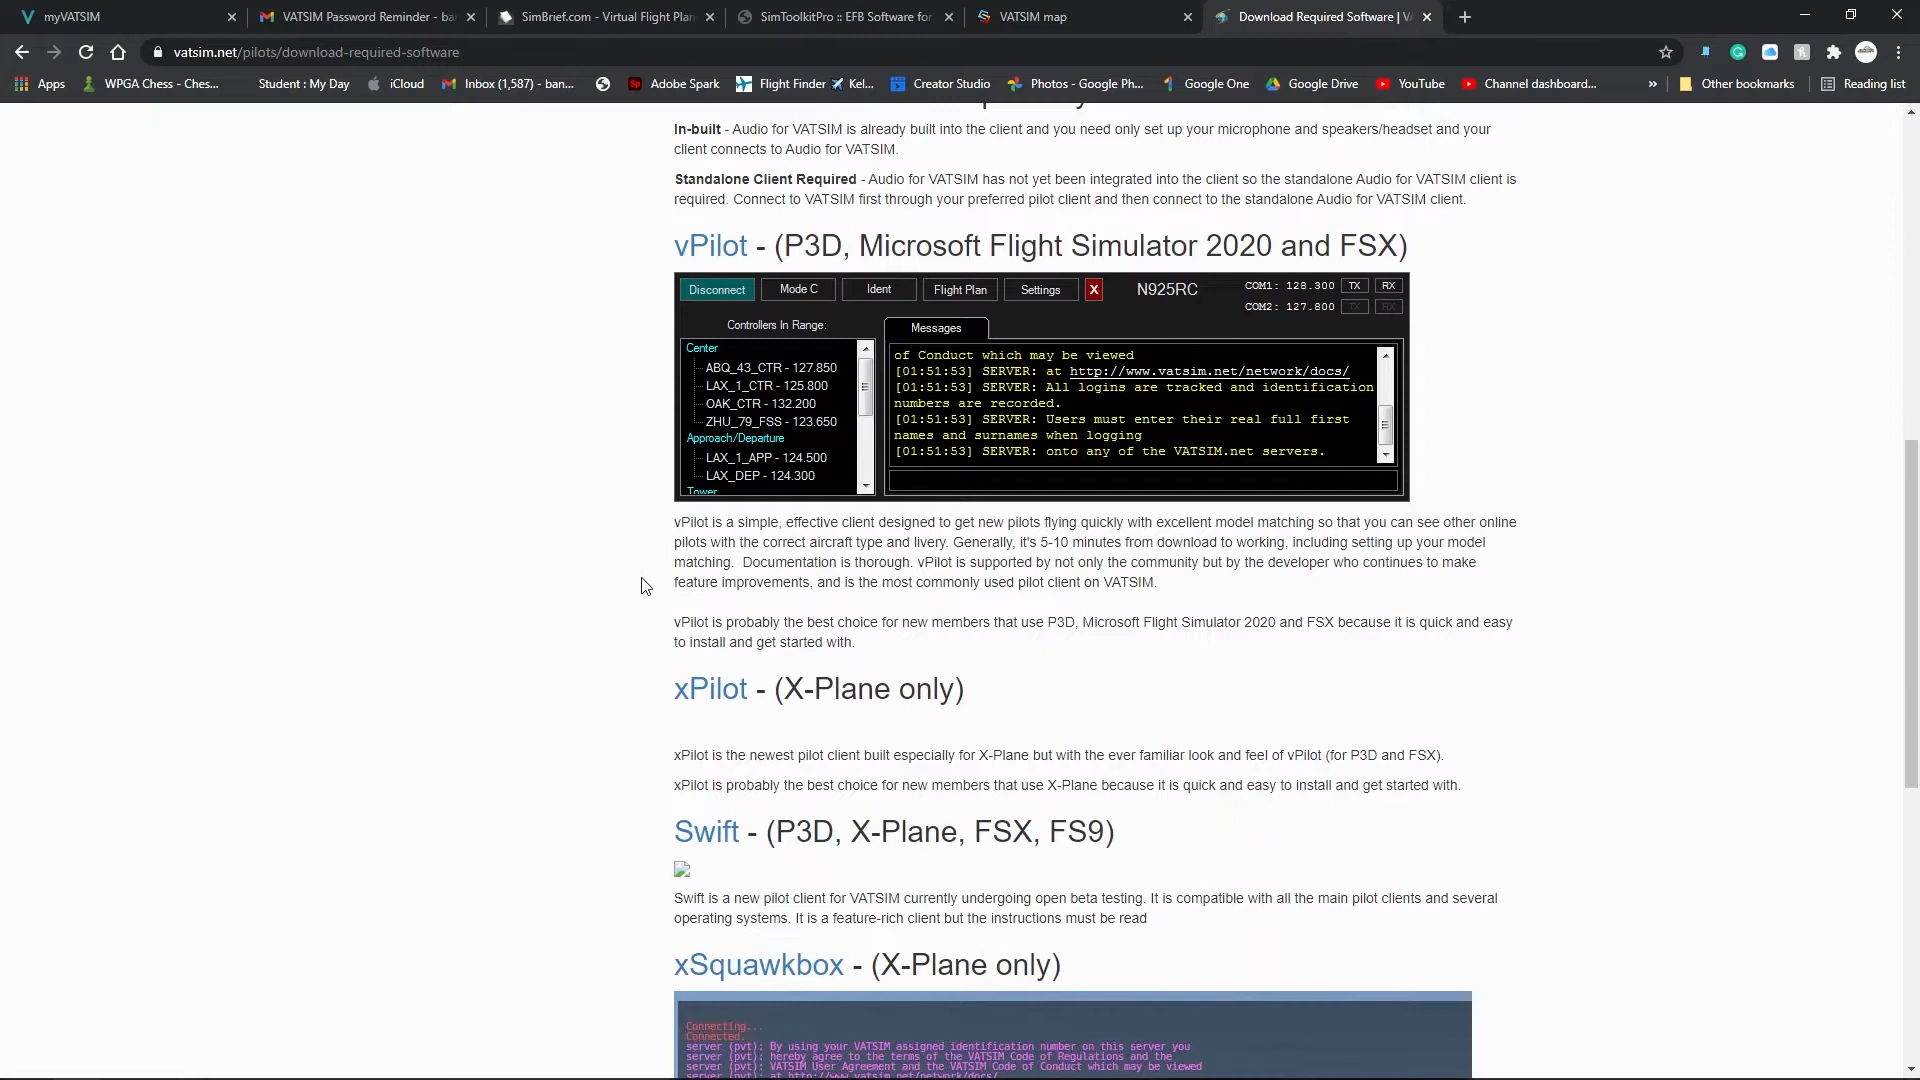 myVATSIM
VATSIM Password Reminder - ba
SimBrief.com - Virtual Flight Plan
SimToolkitPro :: EFB Software for
VATSIM map
Download Required Software | V
vatsim.net/pilots/download-required-software
Apps
WPGA Chess - Ches...
Student : My Day
iCloud
Inbox (1,587) - ban...
Adobe Spark
Flight Finder
Kel...
Creator Studio
Photos - Google Ph...
Google One
Google Drive
YouTube
Channel dashboard...
»
Other bookmarks
Reading list
In-built - Audio for VATSIM is already built into the client and you need only set up your microphone and speakers/headset and your
client connects to Audio for VATSIM.
Standalone Client Required - Audio for VATSIM has not yet been integrated into the client so the standalone Audio for VATSIM client is
required. Connect to VATSIM first through your preferred pilot client and then connect to the standalone Audio for VATSIM client.
vPilot - (P3D, Microsoft Flight Simulator 2020 and FSX)
Disconnect
Mode C
Ident
Flight Plan
Settings
X
N925RC
COM1: 128.300 TX RX
COM2: 127.800 TX RX
Controllers In Range:
Messages
Center
ABQ_43_CTR - 127.850
LAX_1_CTR - 125.800
OAK_CTR - 132.200
ZHU_79_FSS - 123.650
Approach/Departure
LAX_1_APP - 124.500
LAX_DEP - 124.300
Tower
of Conduct which may be viewed
[01:51:53] SERVER: at http://www.vatsim.net/network/docs/
[01:51:53] SERVER: All logins are tracked and identification
numbers are recorded.
[01:51:53] SERVER: Users must enter their real full first
names and surnames when logging
[01:51:53] SERVER: onto any of the VATSIM.net servers.
vPilot is a simple, effective client designed to get new pilots flying quickly with excellent model matching so that you can see other online
pilots with the correct aircraft type and livery. Generally, it's 5-10 minutes from download to working, including setting up your model
matching. Documentation is thorough. vPilot is supported by not only the community but by the developer who continues to make
feature improvements, and is the most commonly used pilot client on VATSIM.
vPilot is probably the best choice for new members that use P3D, Microsoft Flight Simulator 2020 and FSX because it is quick and easy
to install and get started with.
xPilot - (X-Plane only)
xPilot is the newest pilot client built especially for X-Plane but with the ever familiar look and feel of vPilot (for P3D and FSX).
xPilot is probably the best choice for new members that use X-Plane because it is quick and easy to install and get started with.
Swift - (P3D, X-Plane, FSX, FS9)
Swift is a new pilot client for VATSIM currently undergoing open beta testing. It is compatible with all the main pilot clients and several
operating systems. It is a feature-rich client but the instructions must be read
xSquawkbox - (X-Plane only)
Connecting...
Connected.
server (pvt): By using your VATSIM assigned identification number on this server you
server (pvt): hereby agree to the terms of the VATSIM Code of Regulations and the
server (pvt): VATSIM User Agreement and the VATSIM Code of Conduct which may be viewed
server (pvt): at http://www.vatsim.net/network/docs/